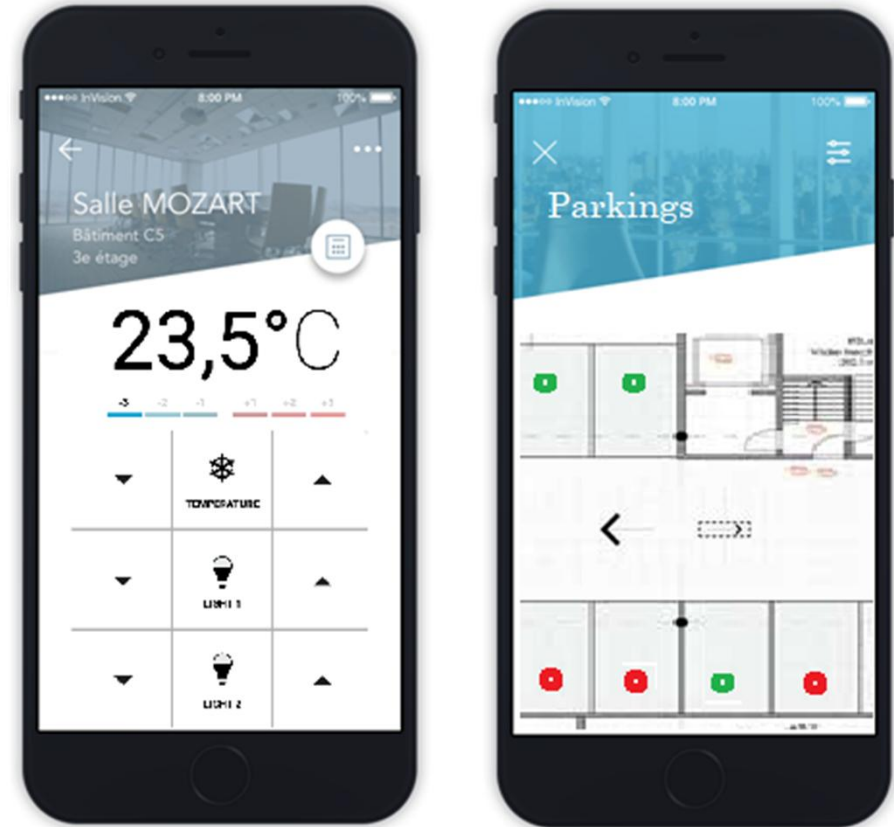 InVision 8:00 PM 100%
Salle MOZART
Bâtiment C5
3e étage
23,5°C
-3 -2 -1 +1 +2 +3
TEMPERATURE
LIGHT 1
LIGHT 2
InVision 8:00 PM 100%
Parkings